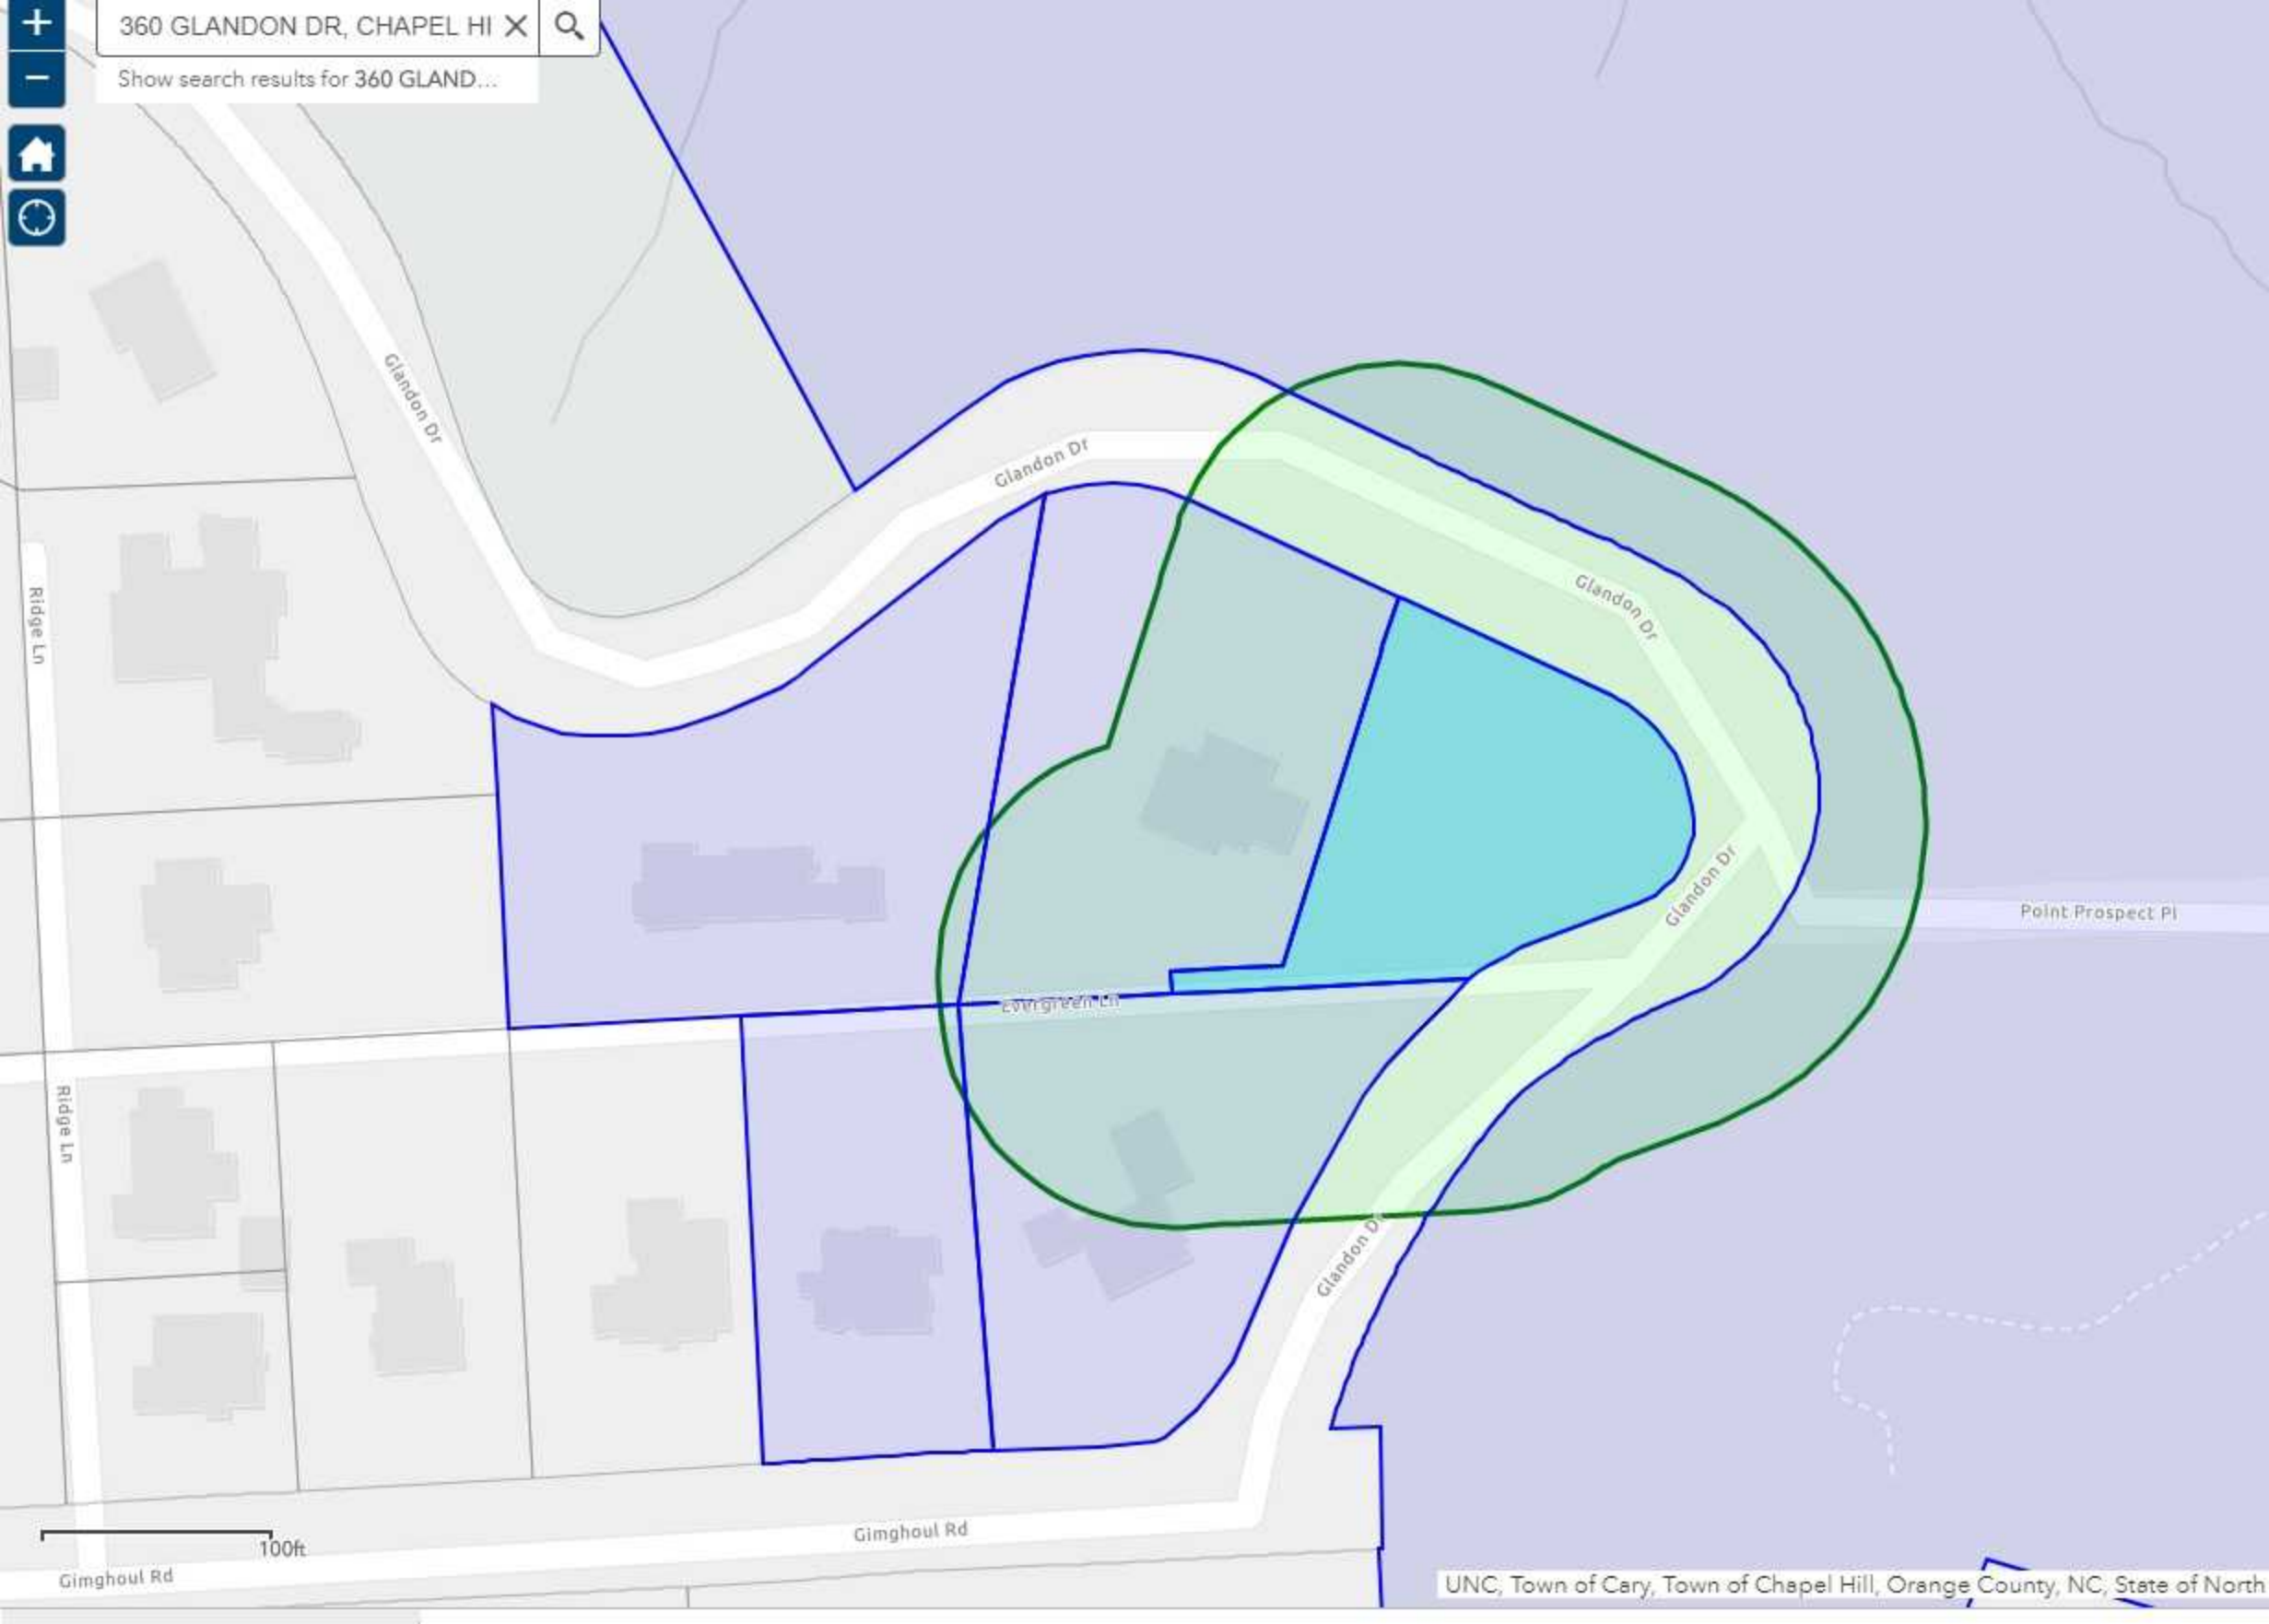 +
360 GLANDON DR, CHAPEL HI
−
Show search results for 360 GLAND...
Glandon Dr
Glandon Dr
Glandon Dr
Ridge Ln
Glandon Dr
Point Prospect Pl
Evergreen Ln
Ridge Ln
Glandon Dr
Gimghoul Rd
100ft
Gimghoul Rd
UNC, Town of Cary, Town of Chapel Hill, Orange County, NC, State of North